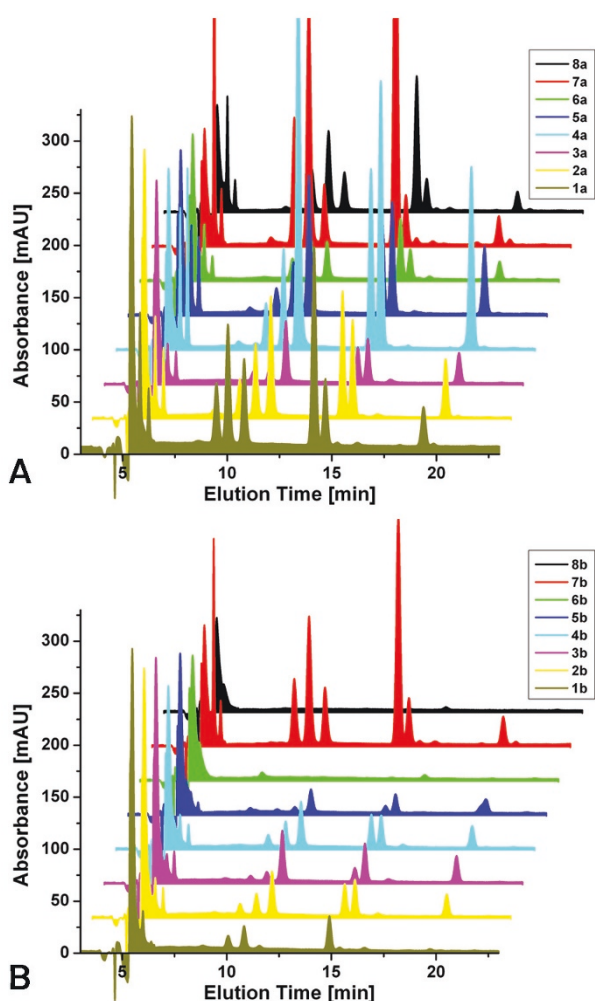 8a
7a
6a
5a
4a
3a
2a
1a
300
250
200
150
100
50
0
Absorbance [mAU]
5
10
15
20
Elution Time [min]
A
8b
7b
6b
5b
4b
3b
2b
1b
300
250
200
150
100
50
0
Absorbance [mAU]
5
10
15
20
Elution Time [min]
B